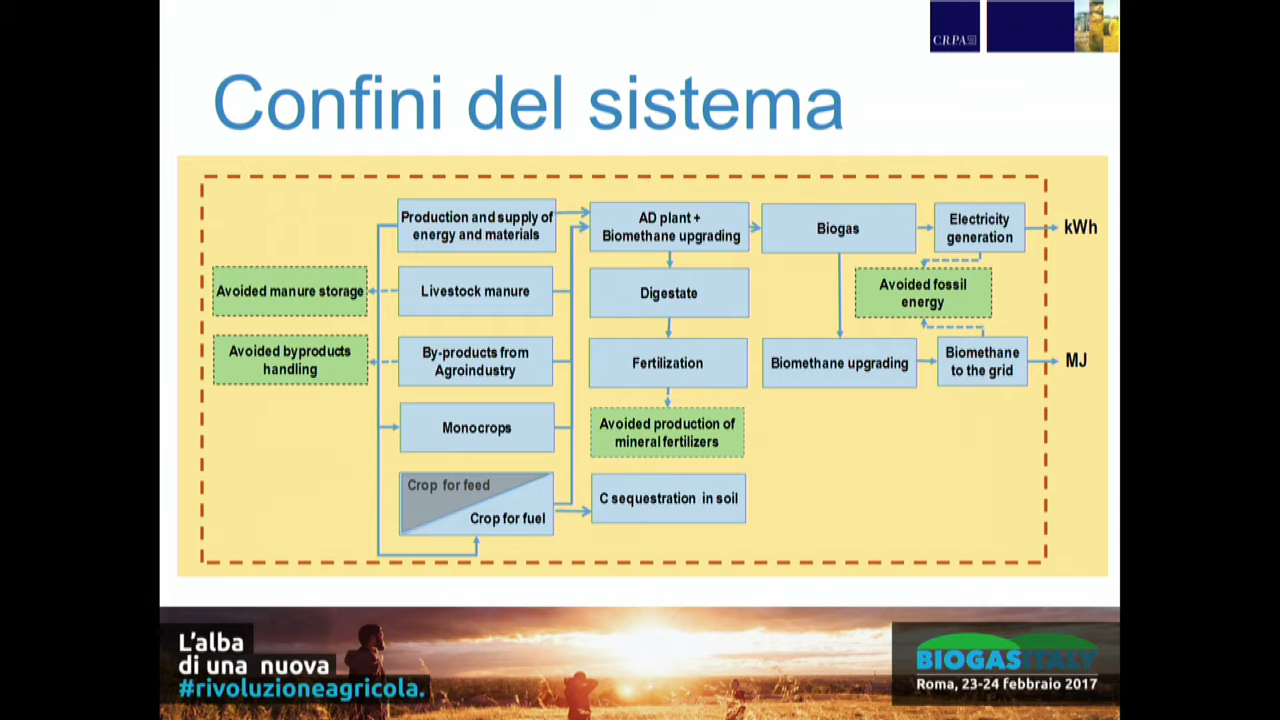 CRPA
Confini del sistema
Production and supply of
energy and materials
AD plant +
Biomethane upgrading
Biogas
Electricity
generation
kWh
Avoided manure storage
Livestock manure
Digestate
Avoided fossil
energy
Avoided byproducts
handling
By-products from
Agroindustry
Fertilization
Biomethane upgrading
Biomethane
to the grid
MJ
Monocrops
Avoided production of
mineral fertilizers
Crop for feed
Crop for fuel
C sequestration in soil
L'alba
di una nuova
#rivoluzioneagricola.
BIOGASITALY
Roma, 23-24 febbraio 2017